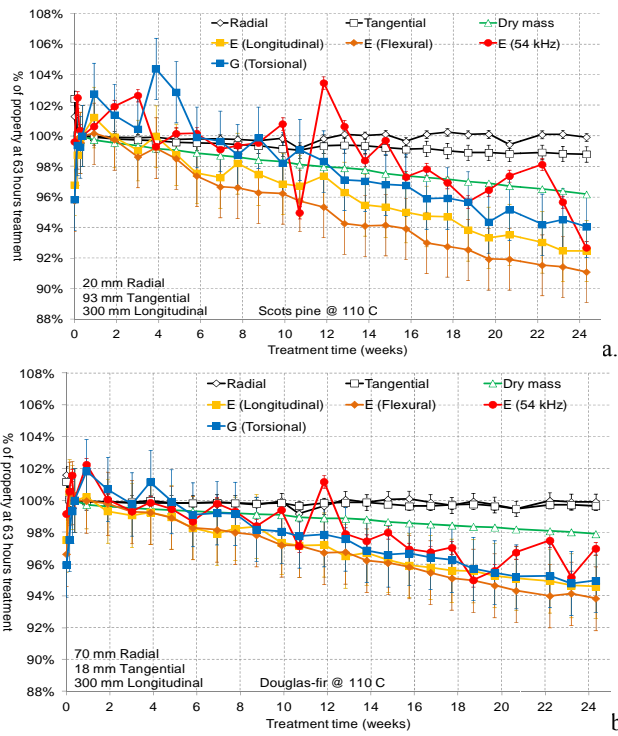 108%
106%
104%
102%
100%
98%
96%
94%
92%
90%
88%
% of property at 63 hours treatment
Radial Tangential Dry mass
E (Longitudinal) E (Flexural) E (54 kHz)
G (Torsional)
20 mm Radial
93 mm Tangential
300 mm Longitudinal Scots pine @ 110 C
0 2 4 6 8 10 12 14 16 18 20 22 24
Treatment time (weeks)
a.
108%
106%
104%
102%
100%
98%
96%
94%
92%
90%
88%
% of property at 63 hours treatment
Radial Tangential Dry mass
E (Longitudinal) E (Flexural) E (54 kHz)
G (Torsional)
70 mm Radial
18 mm Tangential
300 mm Longitudinal Douglas-fir @ 110 C
0 2 4 6 8 10 12 14 16 18 20 22 24
Treatment time (weeks)
b